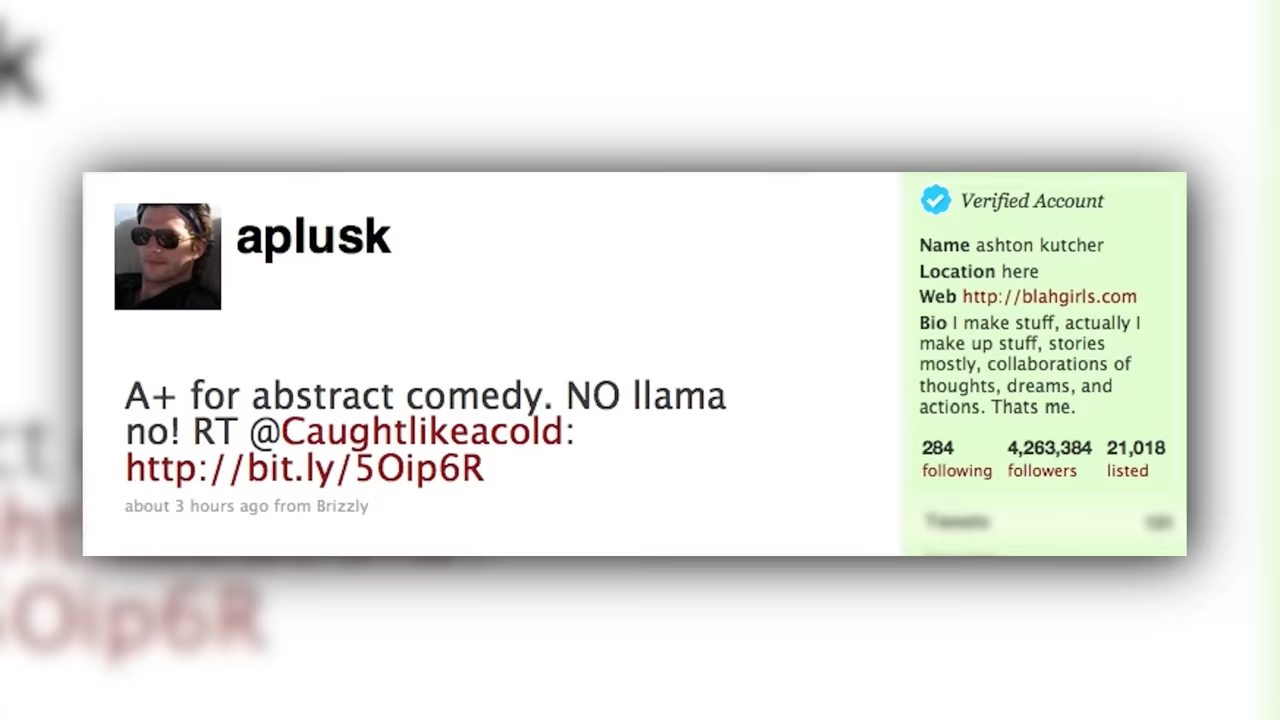 aplusk
A+ for abstract comedy. NO llama
no! RT @Caughtlikeacold:
http://bit.ly/5Oip6R
about 3 hours ago from Brizzly
Verified Account
Name ashton kutcher
Location here
Web http://blahgirls.com
Bio I make stuff, actually I
make up stuff, stories
mostly, collaborations of
thoughts, dreams, and
actions. Thats me.
284 4,263,384 21,018
following followers listed
Tweets